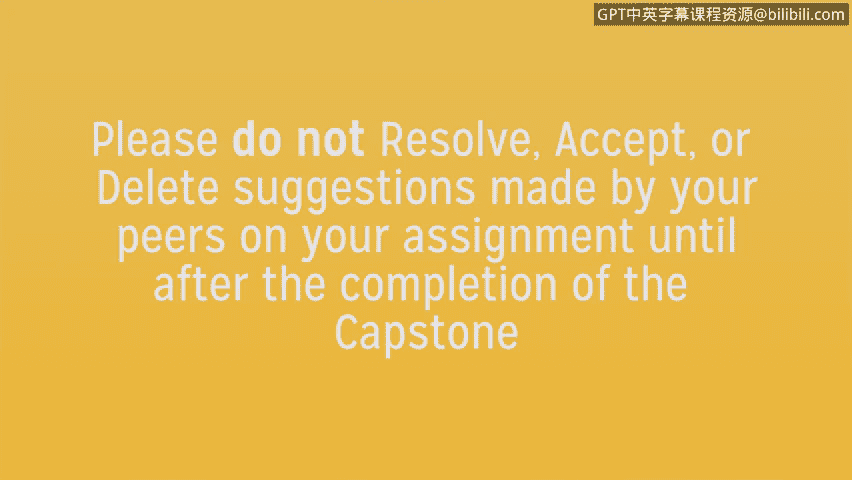 GPT中英字幕课程资源@bilibili.com
Please do not Resolve, Accept, or
Delete suggestions made by your
peers on your assignment until
after the completion of the
Capstone